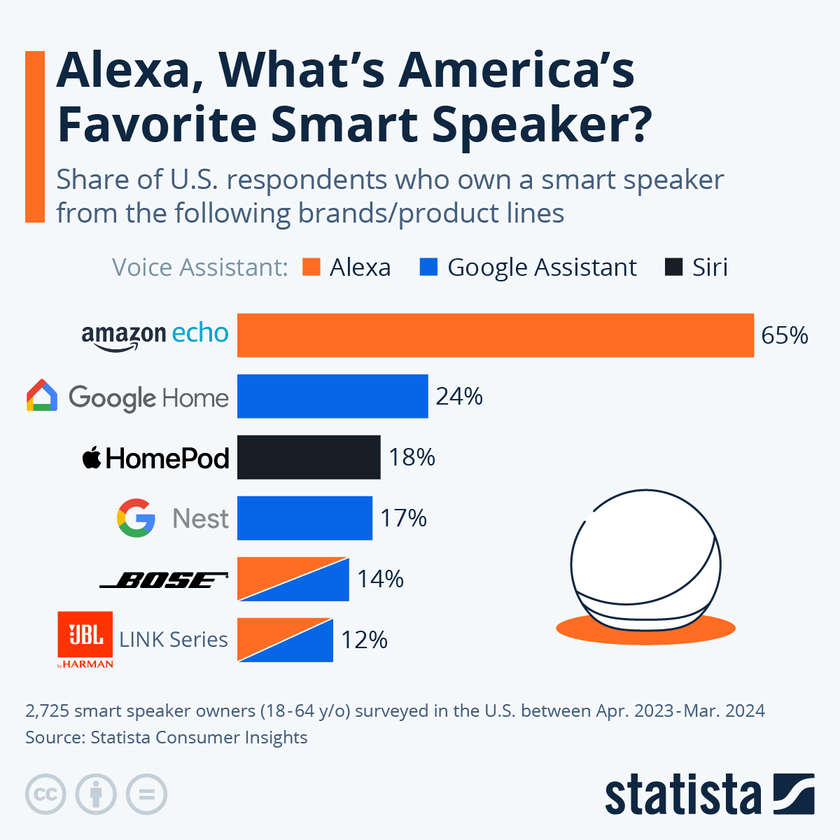 Alexa, What's America's
Favorite Smart Speaker?
Share of U.S. respondents who own a smart speaker
from the following brands/product lines
Voice Assistant: Alexa Google Assistant Siri
amazon echo 65%
Google Home 24%
HomePod 18%
G Nest 17%
BOSE 14%
JBL LINK Series 12%
by HARMAN
2,725 smart speaker owners (18-64 y/o) surveyed in the U.S. between Apr. 2023-Mar. 2024
Source: Statista Consumer Insights
cc
statista